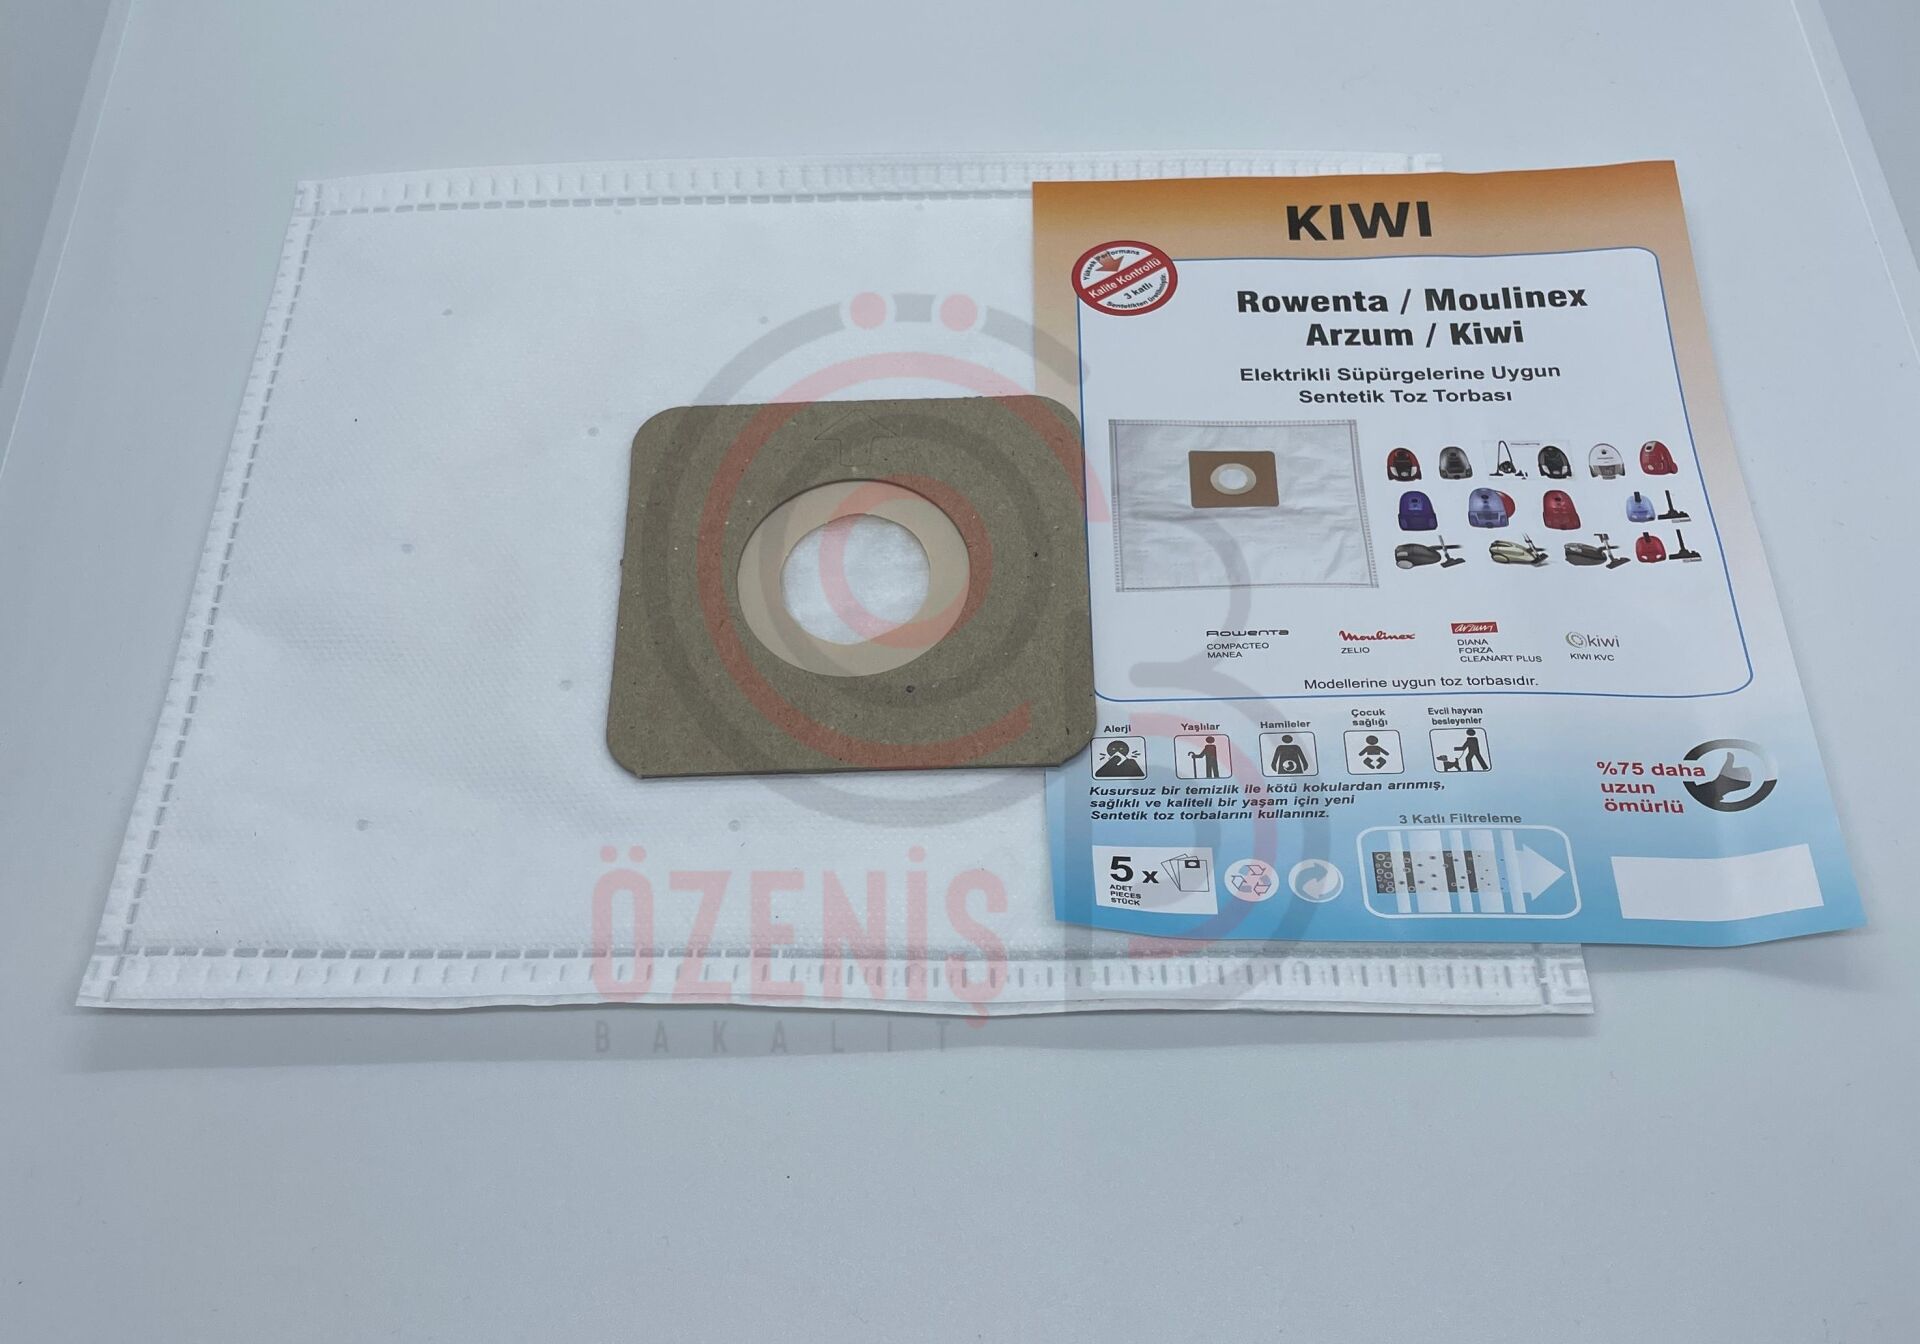 KIWI
Yüksek Performans
Kalite Kontrollü
3 katlı
Sentetikten üretilmiştir.
Rowenta / Moulinex
Arzum / Kiwi
Elektrikli Süpürgelerine Uygun
Sentetik Toz Torbası
Rowenta
COMPACTEO
MANEA
Moulinex
ZELIO
arzum
DIANA
FORZA
CLEANART PLUS
kiwi
KIWI KVC
Modellerine uygun toz torbasıdır.
Alerji
Yaşlılar
Hamileler
Çocuk
sağlığı
Evcil hayvan
besleyenler
Kusursuz bir temizlik ile kötü kokulardan arınmış,
sağlıklı ve kaliteli bir yaşam için yeni
Sentetik toz torbalarını kullanınız.
%75 daha
uzun
ömürlü
3 Katlı Filtreleme
5 x
ADET
PIECES
STÜCK
ÖZENİŞ
BAKALİT